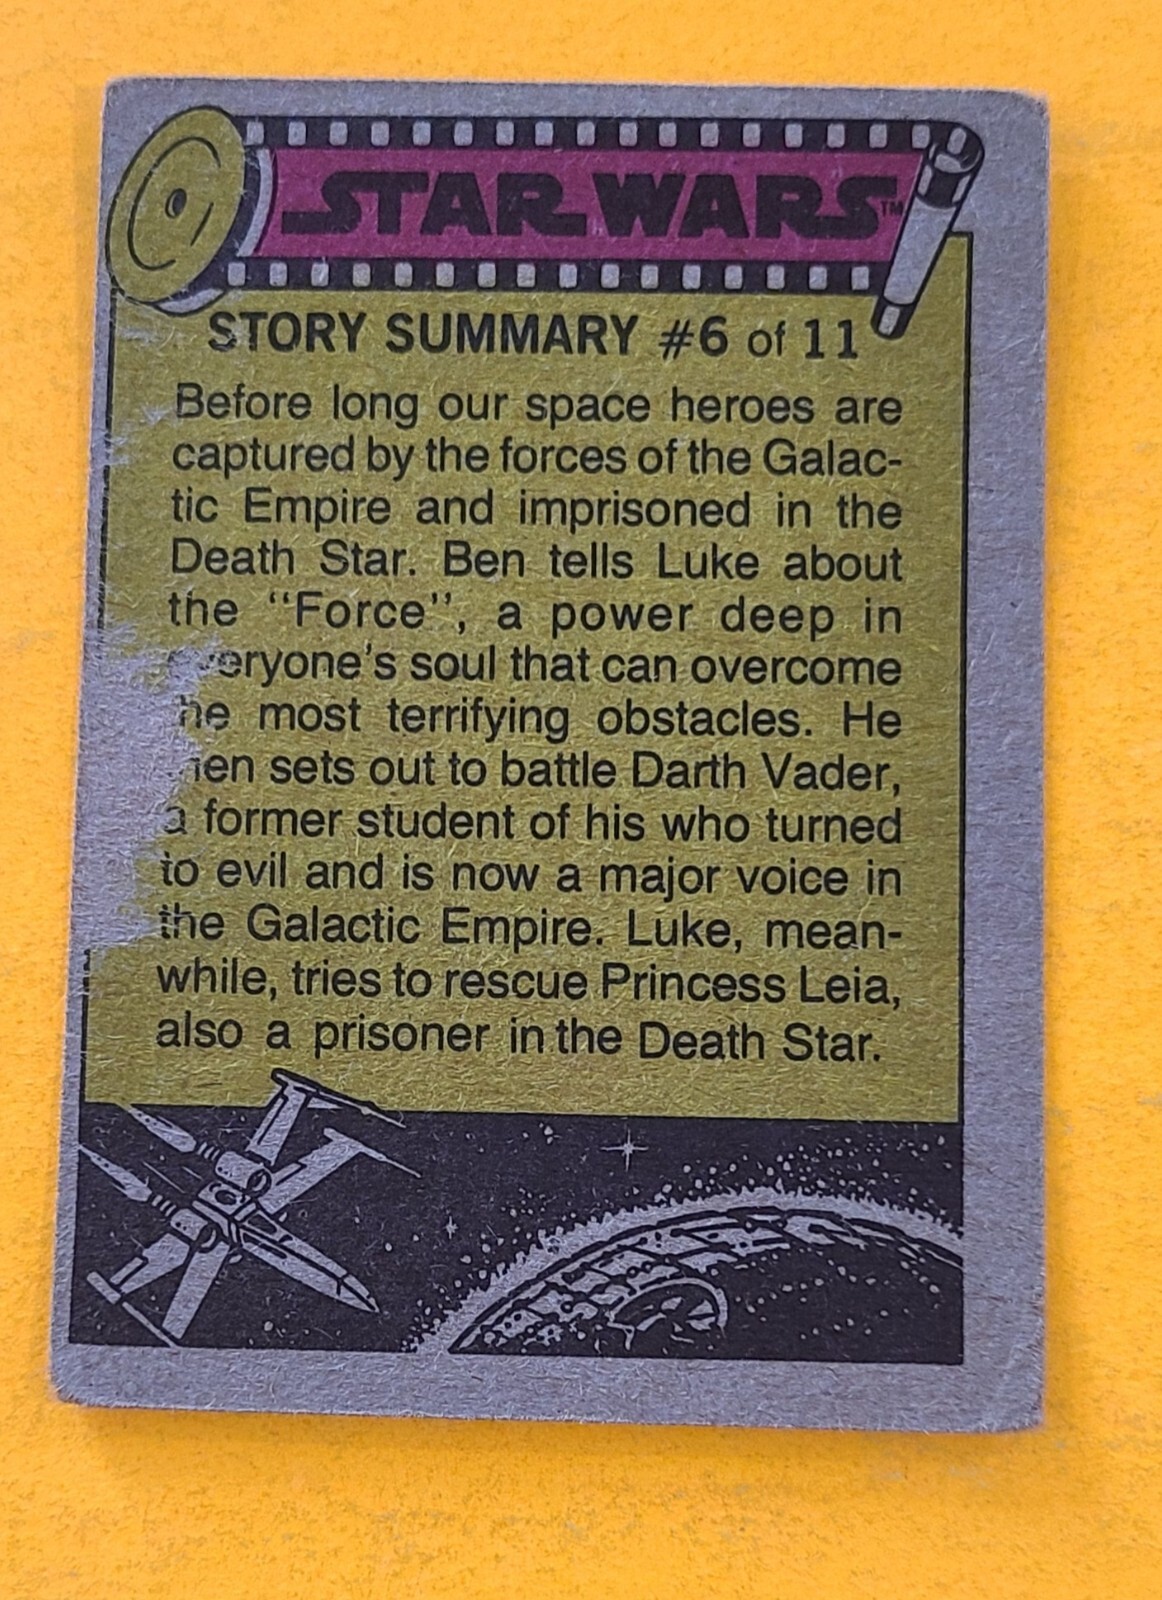 STAR WARS™
STORY SUMMARY #6 of 11
Before long our space heroes are
captured by the forces of the Galac-
tic Empire and imprisoned in the
Death Star. Ben tells Luke about
the "Force", a power deep in
everyone's soul that can overcome
he most terrifying obstacles. He
hen sets out to battle Darth Vader,
a former student of his who turned
to evil and is now a major voice in
the Galactic Empire. Luke, mean-
while, tries to rescue Princess Leia,
also a prisoner in the Death Star.